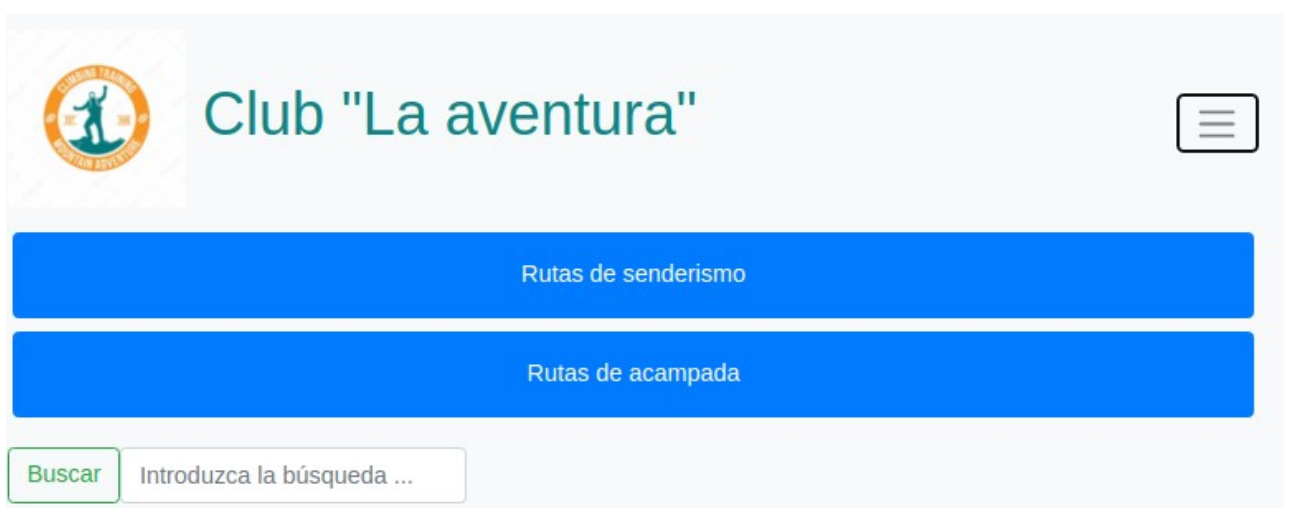 CLIMBING TRAINING
MOUNTAIN ADVENTURE
Club "La aventura"
Rutas de senderismo
Rutas de acampada
Buscar
Introduzca la búsqueda ...